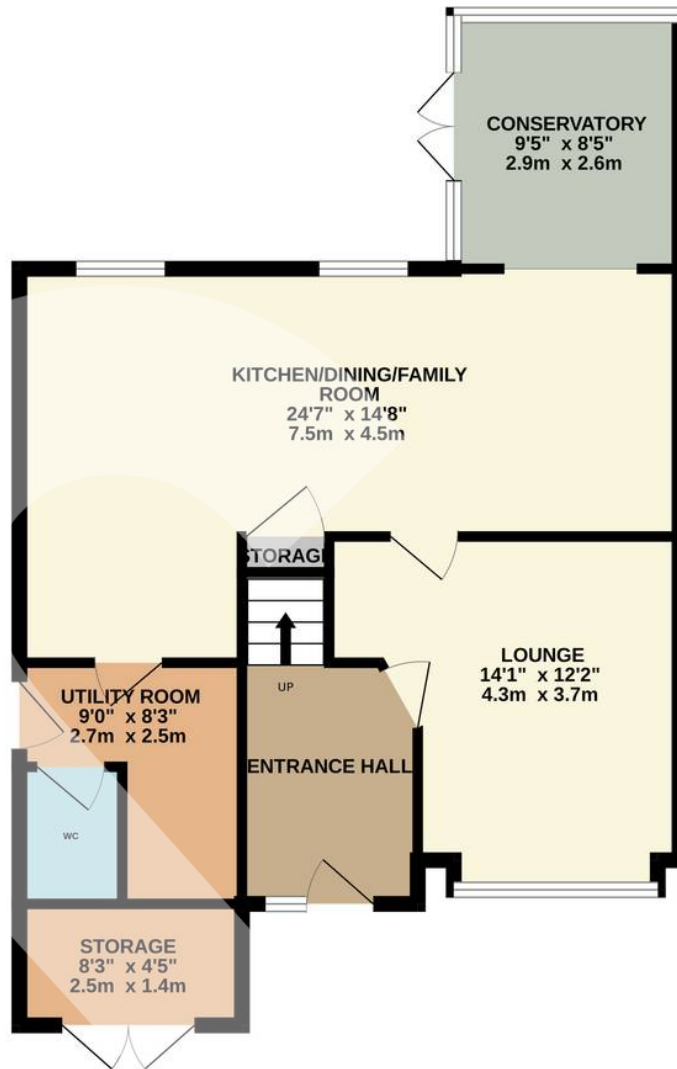 CONSERVATORY
9'5" x 8'5"
2.9m x 2.6m
KITCHEN/DINING/FAMILY
ROOM
24'7" x 14'8"
7.5m x 4.5m
STORAGE
LOUNGE
14'1" x 12'2"
4.3m x 3.7m
UP
UTILITY ROOM
9'0" x 8'3"
2.7m x 2.5m
ENTRANCE HALL
WC
STORAGE
8'3" x 4'5"
2.5m x 1.4m